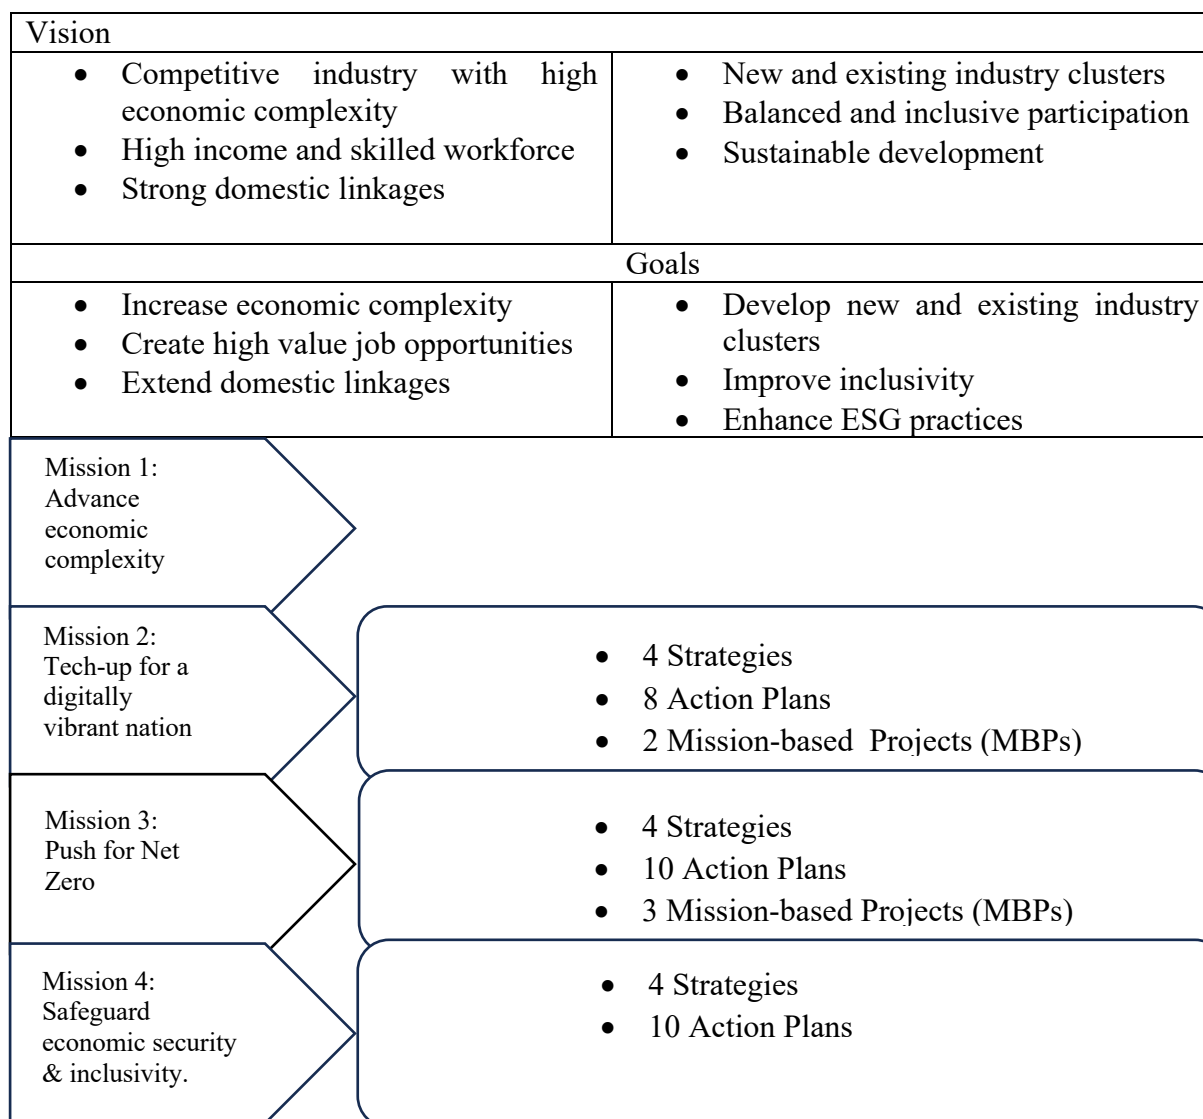 Vision
• Competitive industry with high
economic complexity
• High income and skilled workforce
• Strong domestic linkages
• New and existing industry clusters
• Balanced and inclusive participation
• Sustainable development
Goals
• Increase economic complexity
• Create high value job opportunities
• Extend domestic linkages
• Develop new and existing industry
clusters
• Improve inclusivity
• Enhance ESG practices
Mission 1:
Advance
economic
complexity
Mission 2:
Tech-up for a
digitally
vibrant nation
• 4 Strategies
• 8 Action Plans
• 2 Mission-based Projects (MBPs)
Mission 3:
Push for Net
Zero
• 4 Strategies
• 10 Action Plans
• 3 Mission-based Projects (MBPs)
Mission 4:
Safeguard
economic security
& inclusivity.
• 4 Strategies
• 10 Action Plans